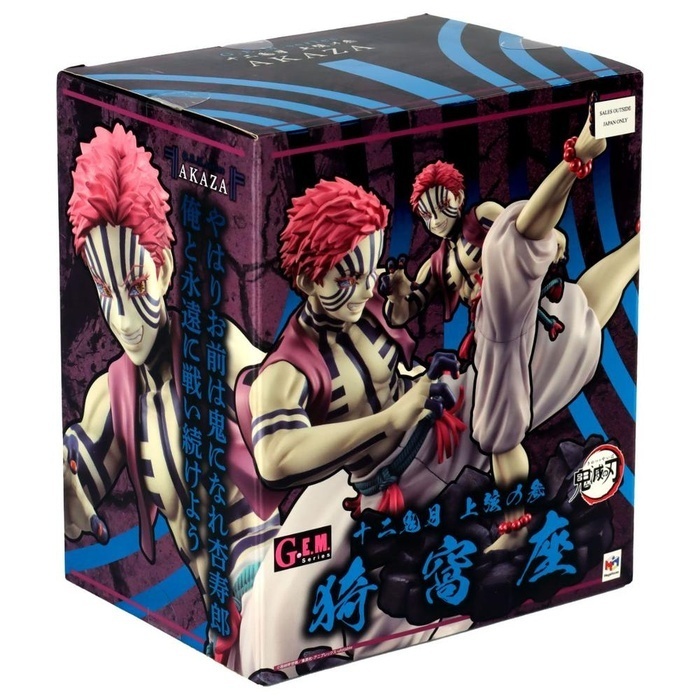 AKAZA
SALES OUTSIDE
JAPAN ONLY
AKAZA
やはりお前は鬼になれ杏寿郎
俺と永遠に戦い続けよう
鬼滅の刃
十二鬼月 上弦の参
G.E.M.
Series
猗窩座
MegaHouse